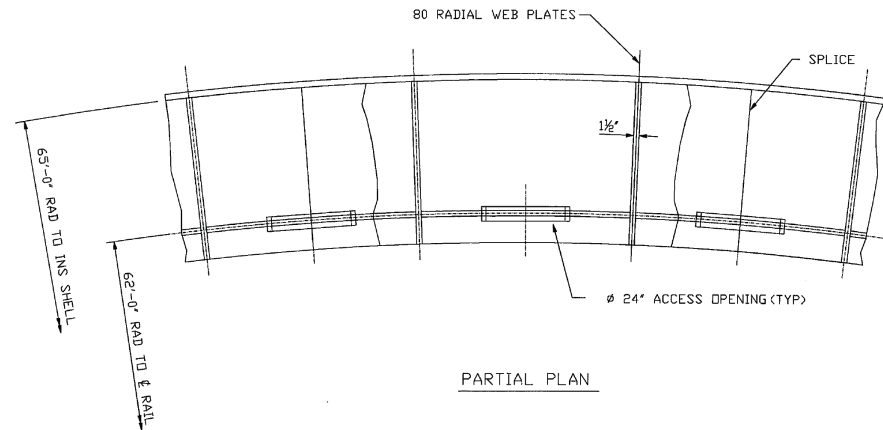 80 RADIAL WEB PLATES
SPLICE
1½"
65'-0" RAD TO INS SHELL
62'-0" RAD TO ℄ RAIL
Ø 24" ACCESS OPENING (TYP)
PARTIAL PLAN